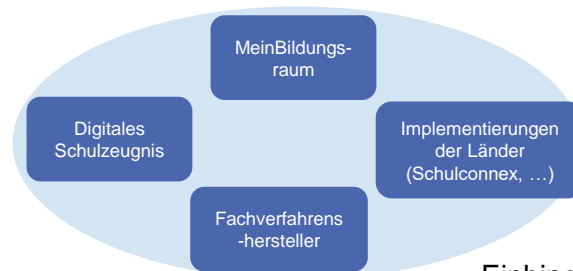 MeinBildungs-
raum
Digitales
Schulzeugnis
Implementierungen
der Länder
(Schulconnex, …)
Fachverfahrens
-hersteller